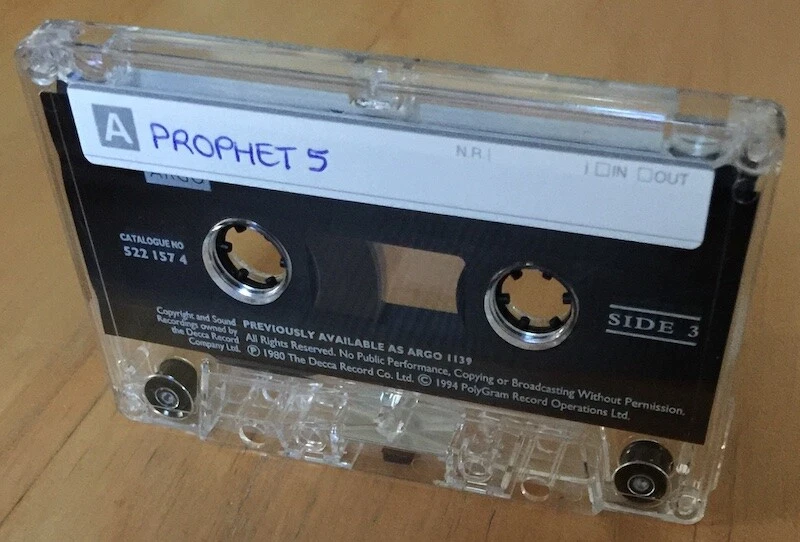 A PROPHET 5
N.R. I IN OUT
ARGO
CATALOGUE NO
522 157 4
SIDE 3
Copyright and Sound
Recordings owned by
the Decca Record
Company Ltd.
PREVIOUSLY AVAILABLE AS ARGO 1139
All Rights Reserved. No Public Performance, Copying or Broadcasting Without Permission.
℗ 1980 The Decca Record Co. Ltd. © 1994 PolyGram Record Operations Ltd.